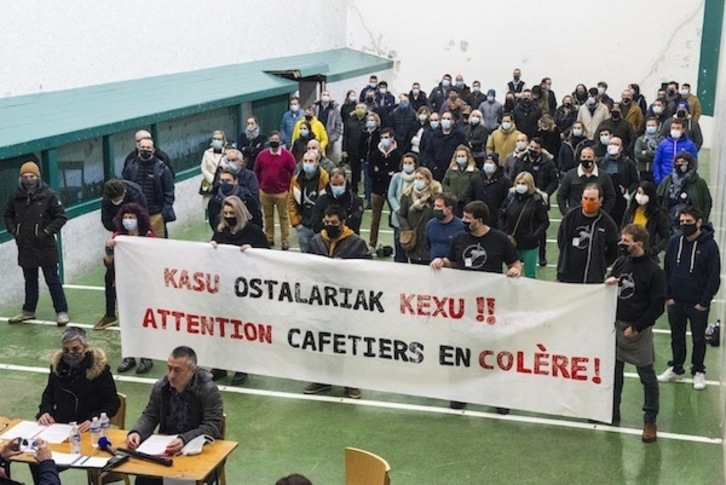 KASU OSTALARIAK KEXU !!
ATTENTION CAFETIERS EN COLÈRE!